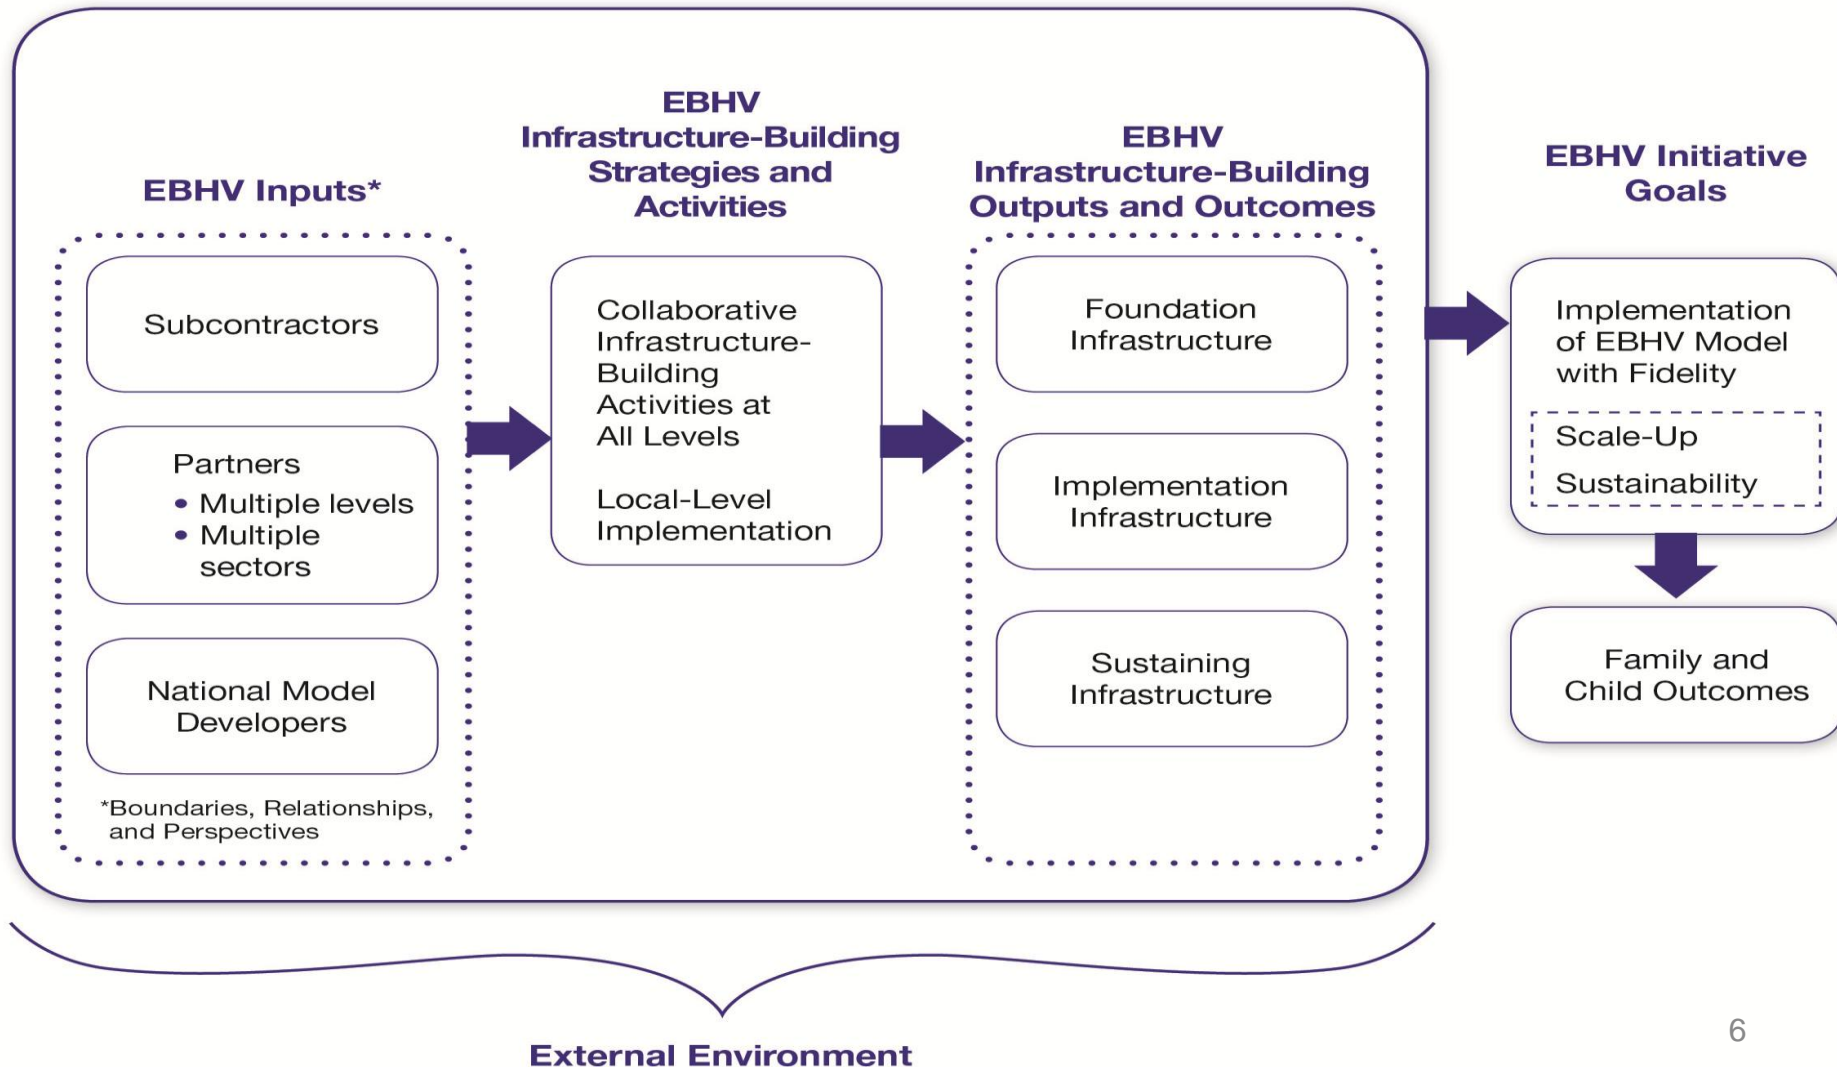 EBHV Inputs*
Subcontractors
Partners
• Multiple levels
• Multiple
sectors
National Model
Developers
*Boundaries, Relationships,
and Perspectives
EBHV
Infrastructure-Building
Strategies and
Activities
Collaborative
Infrastructure-
Building
Activities at
All Levels
Local-Level
Implementation
EBHV
Infrastructure-Building
Outputs and Outcomes
Foundation
Infrastructure
Implementation
Infrastructure
Sustaining
Infrastructure
EBHV Initiative
Goals
Implementation
of EBHV Model
with Fidelity
Scale-Up
Sustainability
Family and
Child Outcomes
External Environment
6